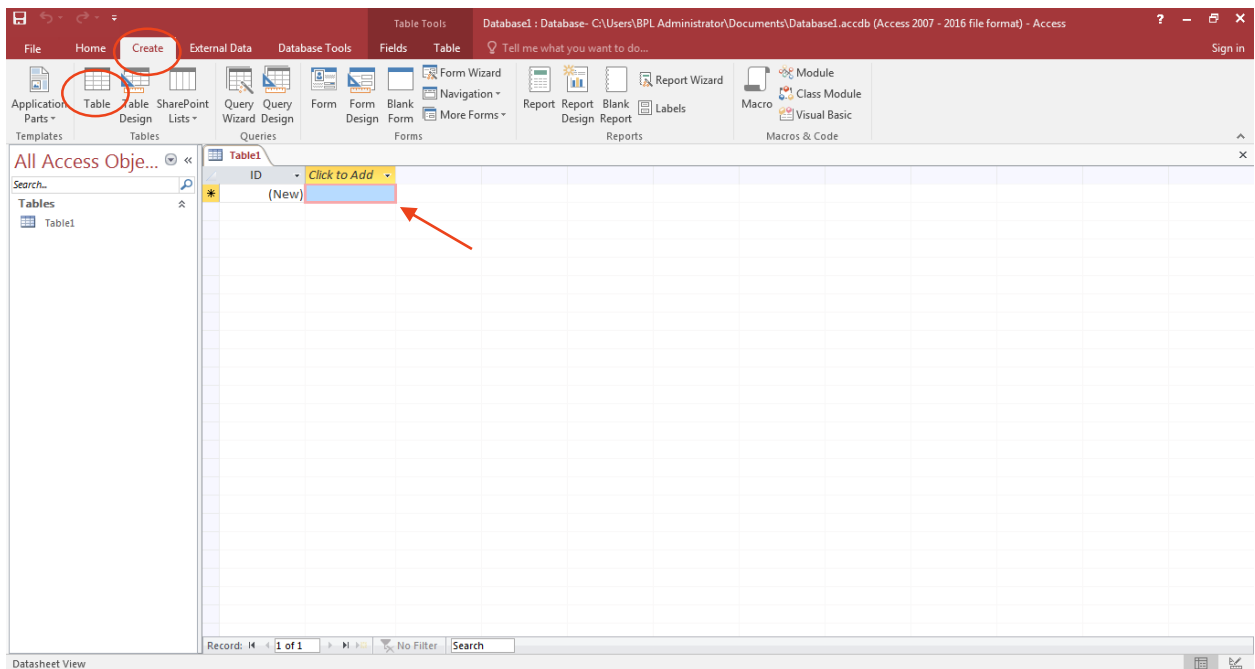 Table Tools
Database1 : Database- C:\Users\BPL Administrator\Documents\Database1.accdb (Access 2007 - 2016 file format) - Access
?
File Home Create External Data Database Tools Fields Table Tell me what you want to do... Sign in
Application Parts
Table
Table Design
SharePoint Lists
Query Wizard
Query Design
Form
Form Design
Blank Form
Form Wizard
Navigation
More Forms
Report
Report Design
Blank Report
Report Wizard
Labels
Macro
Module
Class Module
Visual Basic
Templates Tables Queries Forms Reports Macros & Code
All Access Obje... «
Search...
Tables
Table1
Table1
ID Click to Add
* (New)
Record: 1 of 1 No Filter Search
Datasheet View